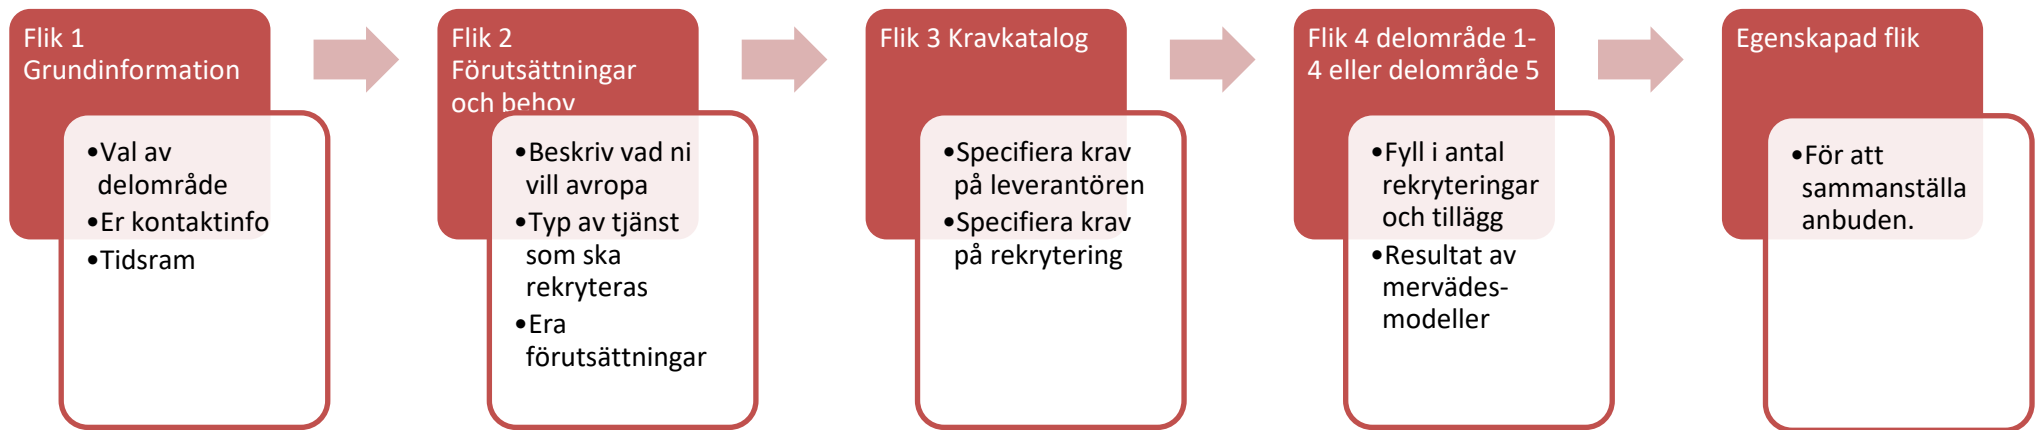 Flik 1
Grundinformation
•Val av
delområde
•Er kontaktinfo
•Tidsram
Flik 2
Förutsättningar
och behov
•Beskriv vad ni
vill avropa
•Typ av tjänst
som ska
rekryteras
•Era
förutsättningar
Flik 3 Kravkatalog
•Specifiera krav
på leverantören
•Specifiera krav
på rekrytering
Flik 4 delområde 1-
4 eller delområde 5
•Fyll i antal
rekryteringar
och tillägg
•Resultat av
mervädes-
modeller
Egenskapad flik
•För att
sammanställa
anbuden.